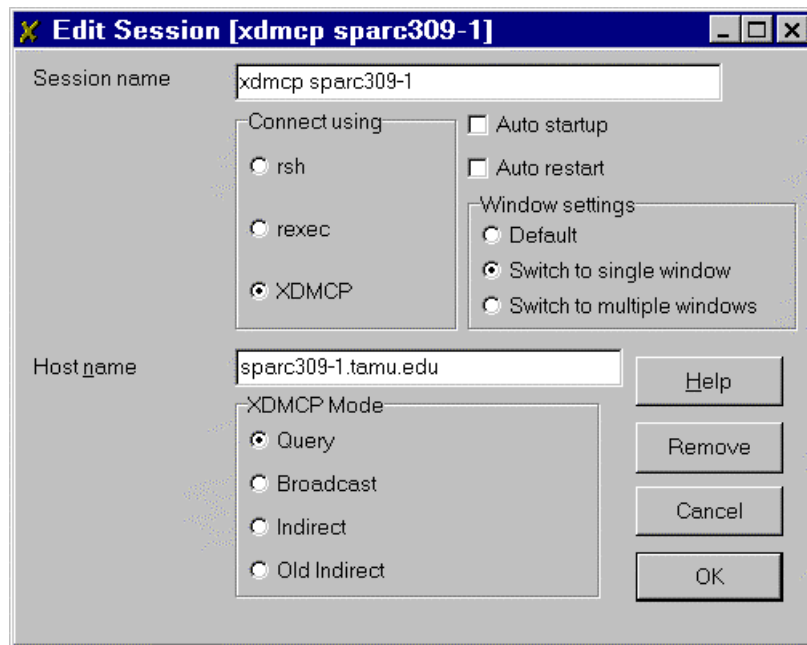 Edit Session [xdmcp sparc309-1]
Session name
xdmcp sparc309-1
Connect using
rsh
rexec
XDMCP
Auto startup
Auto restart
Window settings
Default
Switch to single window
Switch to multiple windows
Host name
sparc309-1.tamu.edu
XDMCP Mode
Query
Broadcast
Indirect
Old Indirect
Help
Remove
Cancel
OK